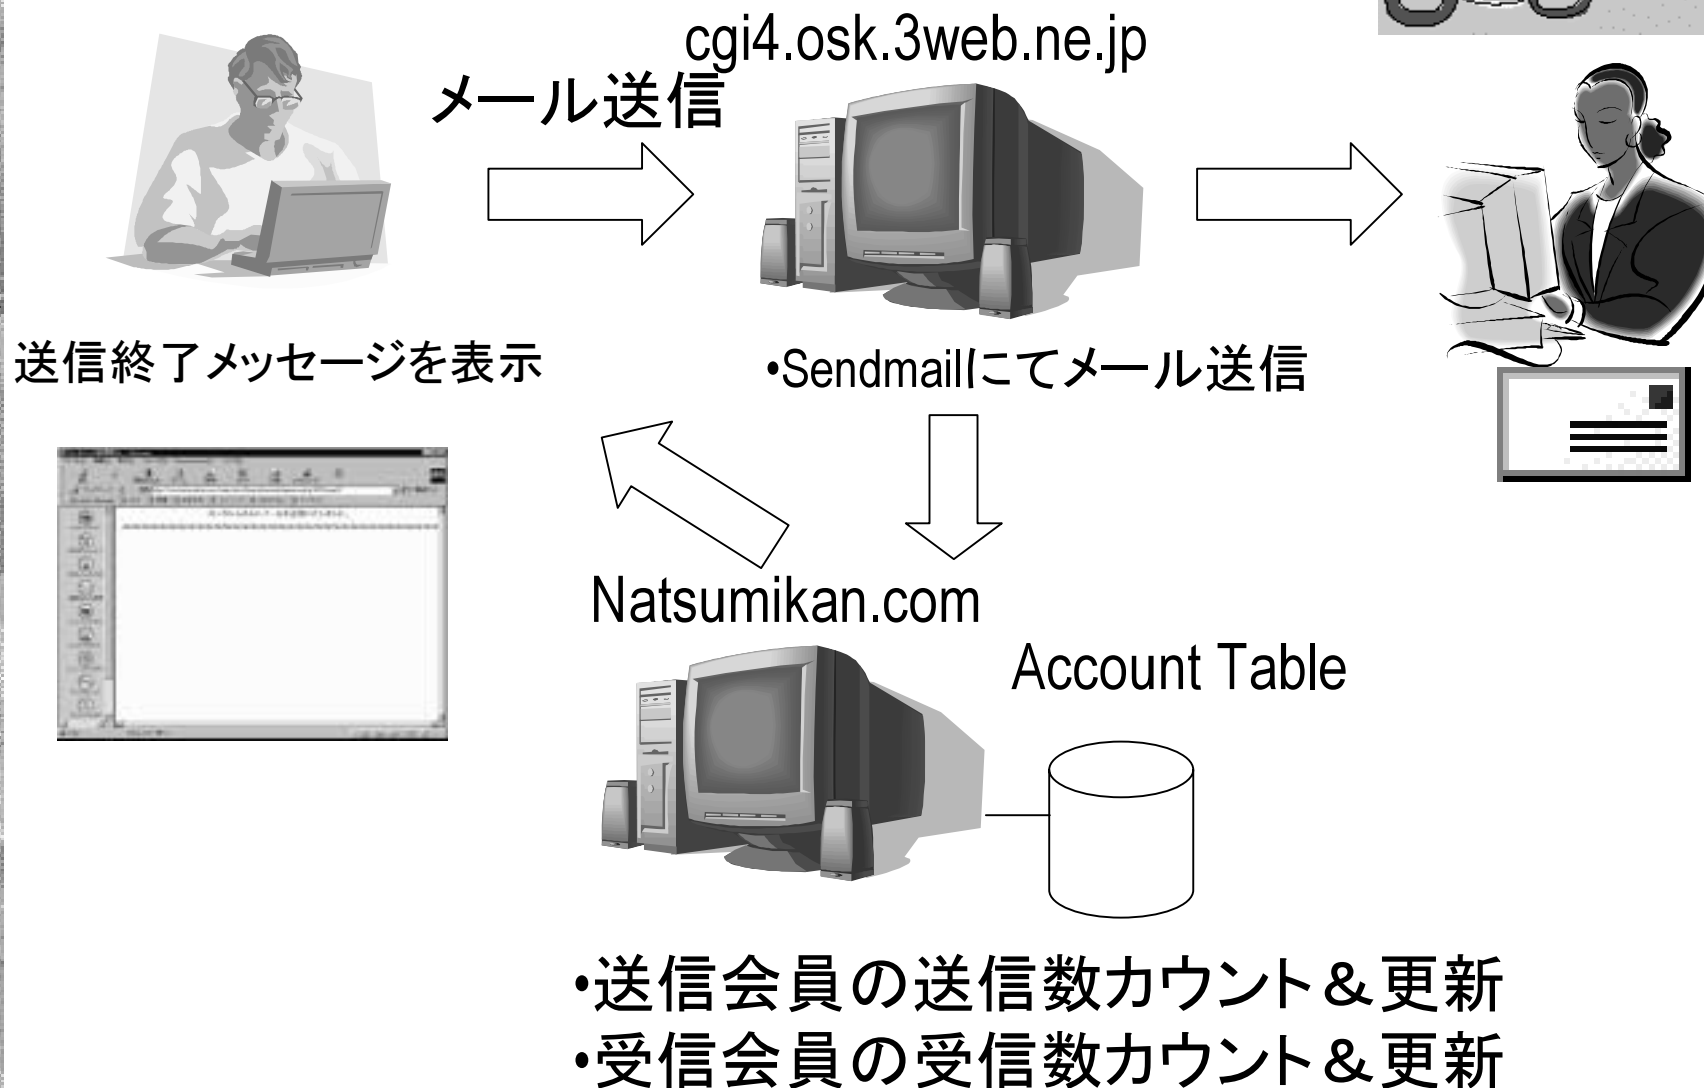 cgi4.osk.3web.ne.jp
メール送信
送信終了メッセージを表示
•Sendmailにてメール送信
Natsumikan.com
Account Table
•送信会員の送信数カウント＆更新
•受信会員の受信数カウント＆更新